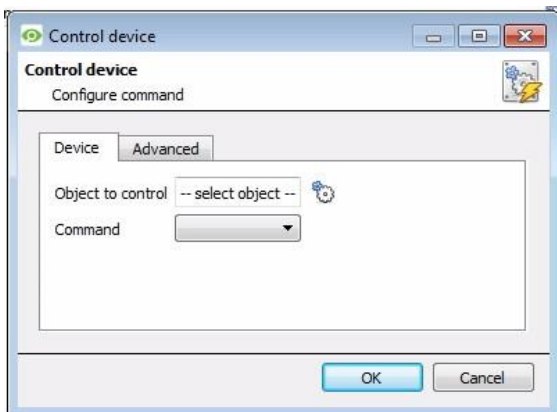 Control device
Control device
Configure command
Device Advanced
Object to control -- select object --
Command
OK Cancel